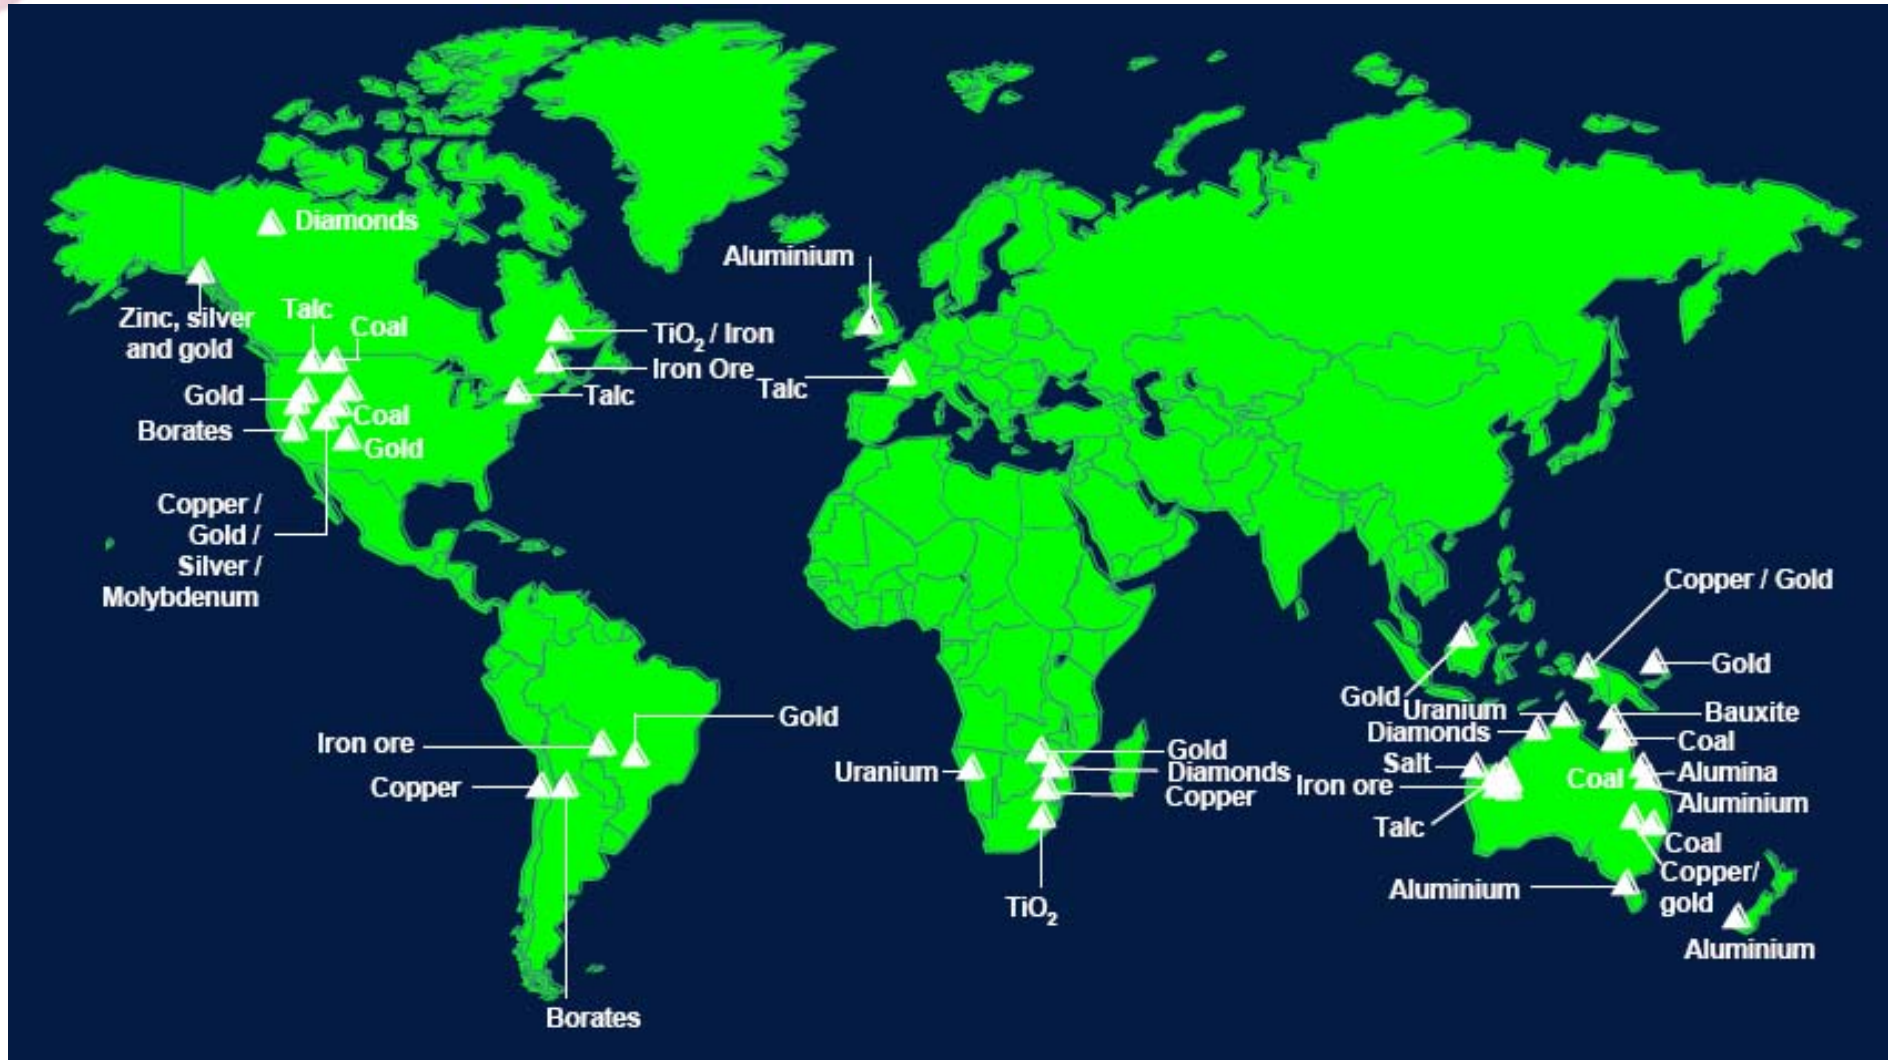 Diamonds
Aluminium
Zinc, silver
and gold
Talc
Coal
TiO2 / Iron
Iron Ore
Talc
Talc
Gold
Borates
Coal
Gold
Copper /
Gold /
Silver /
Molybdenum
Iron ore
Gold
Copper
Borates
Uranium
Gold
Diamonds
Copper
TiO2
Copper / Gold
Gold
Gold
Uranium
Bauxite
Diamonds
Coal
Salt
Coal
Alumina
Iron ore
Aluminium
Talc
Coal
Copper/
gold
Aluminium
Aluminium